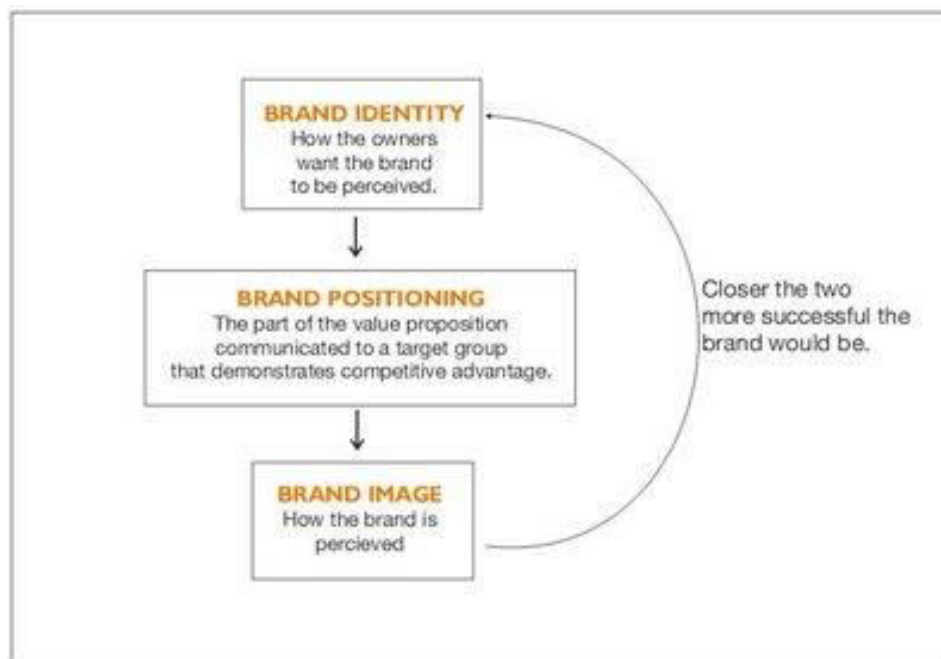 BRAND IDENTITY
How the owners
want the brand
to be perceived.
BRAND POSITIONING
The part of the value proposition
communicated to a target group
that demonstrates competitive advantage.
Closer the two
more successful the
brand would be.
BRAND IMAGE
How the brand is
percieved